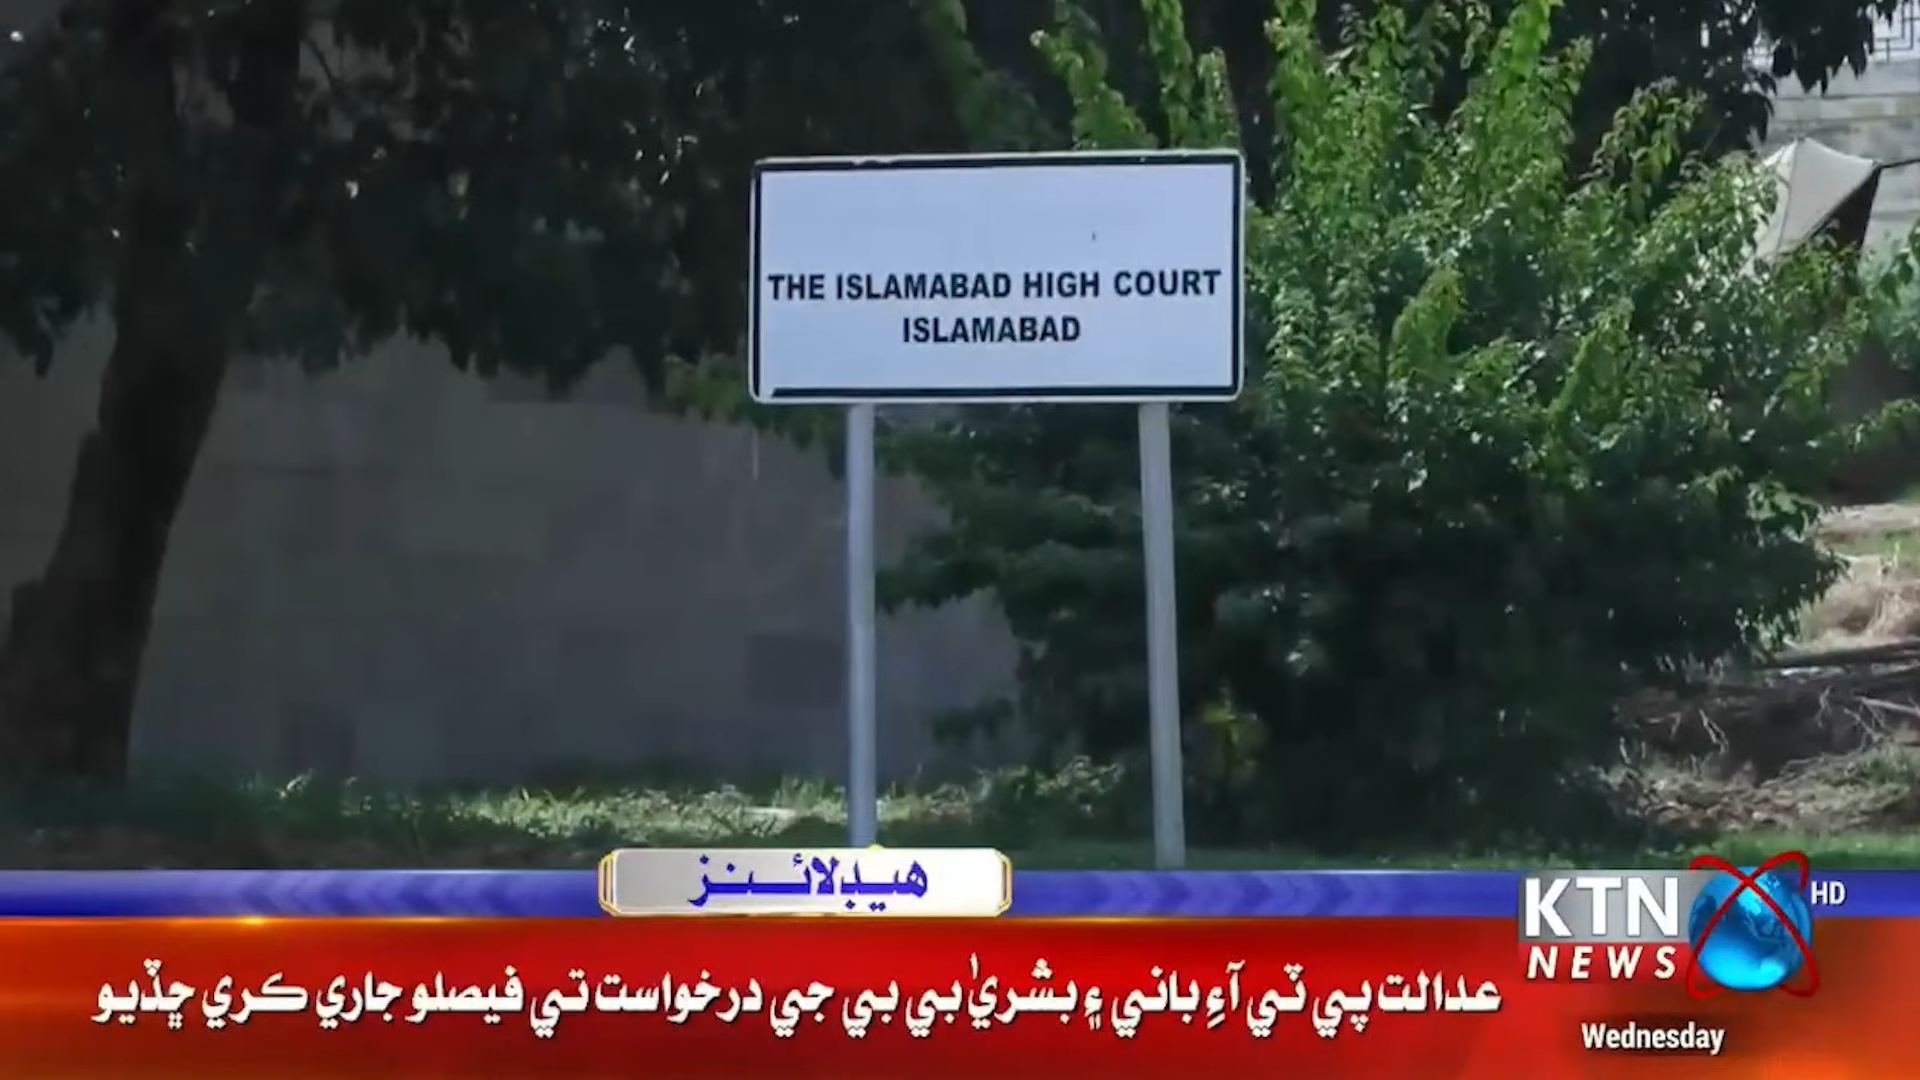 THE ISLAMABAD HIGH COURT
ISLAMABAD
هيڊلائنز
KTN
NEWS
HD
عدالت پي ٽي آءِ باني ۽ بشريٰ بي بي جي درخواست تي فيصلو جاري ڪري ڇڏيو
Wednesday